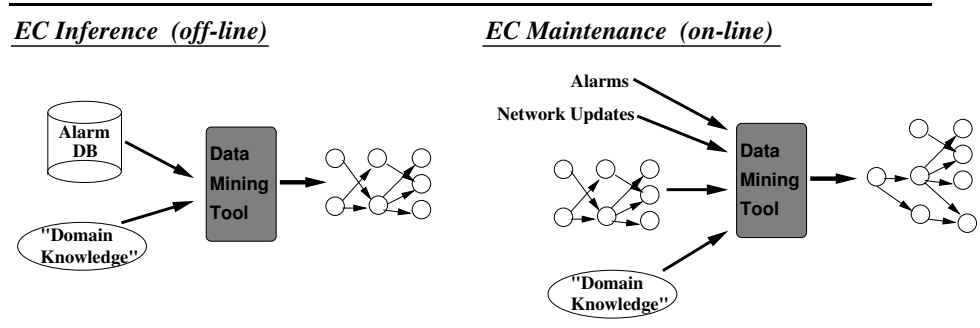 EC Inference (off-line)
Alarm
DB
"Domain
Knowledge"
Data
Mining
Tool
EC Maintenance (on-line)
Alarms
Network Updates
"Domain
Knowledge"
Data
Mining
Tool